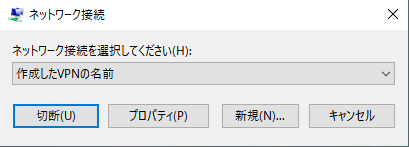 ネットワーク接続
ネットワーク接続を選択してください(H):
作成したVPNの名前
切断(U)
プロパティ(P)
新規(N)...
キャンセル